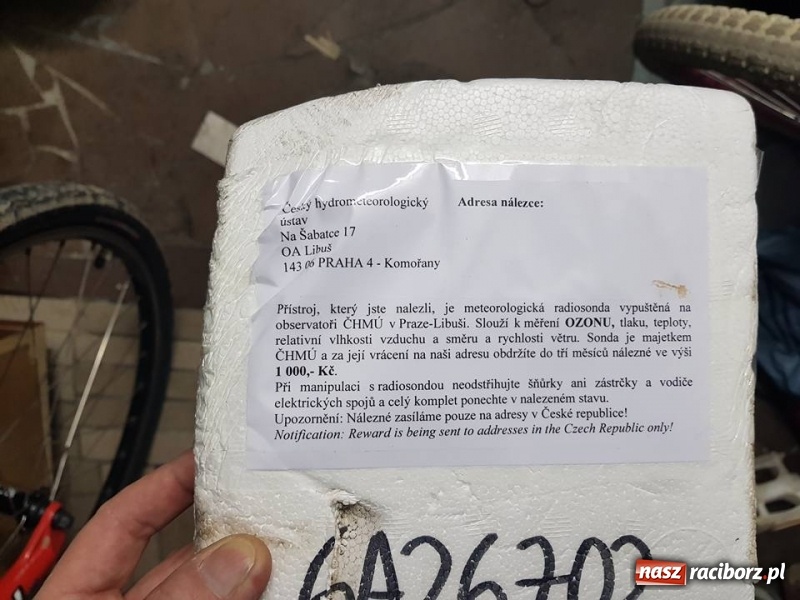 Český hydrometeorologický
ústav
Na Šabatce 17
OA Libuš
143 06 PRAHA 4 - Komořany
Adresa nálezce:
Přístroj, který jste nalezli, je meteorologická radiosonda vypuštěná na
observatoři ČHMÚ v Praze-Libuši. Slouží k měření OZONU, tlaku, teploty,
relativní vlhkosti vzduchu a směru a rychlosti větru. Sonda je majetkem
ČHMÚ a za její vrácení na naši adresu obdržíte do tří měsíců nálezné ve výši
1 000,- Kč.
Při manipulaci s radiosondou neodstřihujte šňůrky ani zástrčky a vodiče
elektrických spojů a celý komplet ponechte v nalezeném stavu.
Upozornění: Nálezné zasíláme pouze na adresy v České republice!
Notification: Reward is being sent to addresses in the Czech Republic only!
6A26702
nasz raciborz.pl